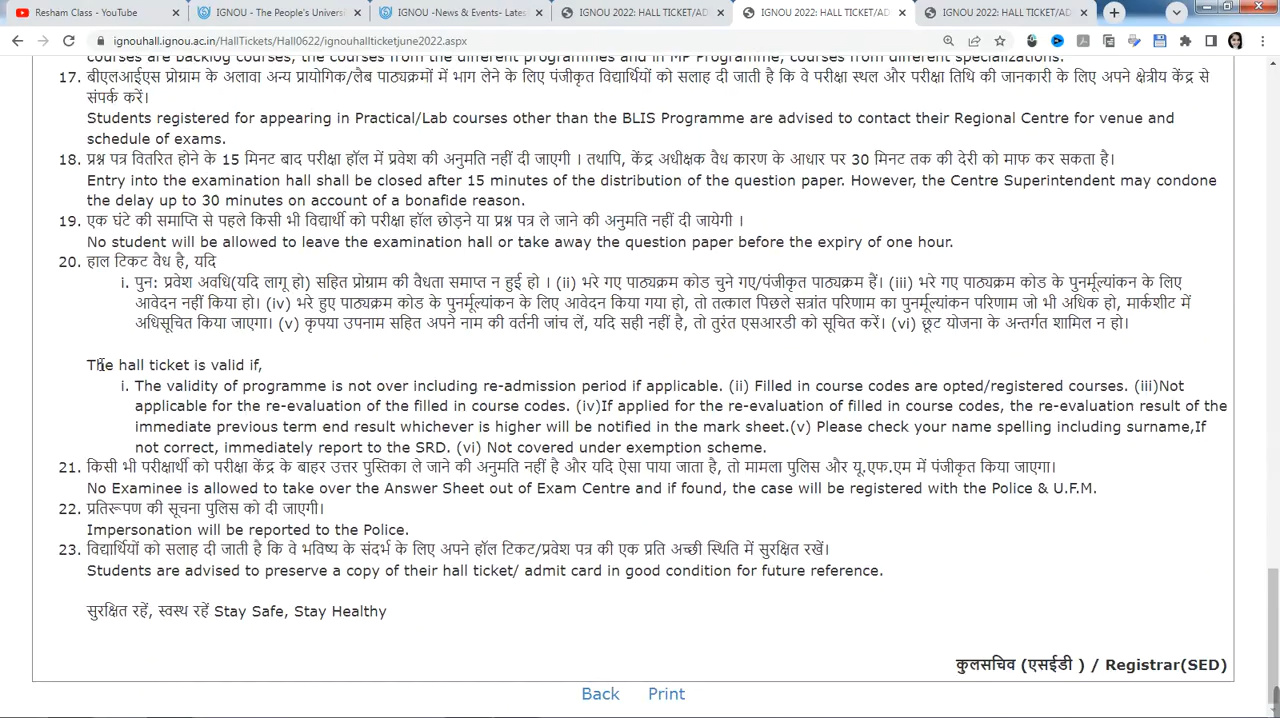 Resham Class - YouTube
IGNOU - The People's Universi
IGNOU -News & Events- Lates
IGNOU 2022: HALL TICKET/AD
IGNOU 2022: HALL TICKET/AD
IGNOU 2022: HALL TICKET/AD
ignouhall.ignou.ac.in/HallTickets/Hall0622/ignouhallticketjune2022.aspx
courses are backlog courses, the courses from the different programmes and in MP Programme, courses from different specializations.
17. बीएलआईएस प्रोग्राम के अलावा अन्य प्रायोगिक/लैब पाठ्यक्रमों में भाग लेने के लिए पंजीकृत विद्यार्थियों को सलाह दी जाती है कि वे परीक्षा स्थल और परीक्षा तिथि की जानकारी के लिए अपने क्षेत्रीय केंद्र से
संपर्क करें।
Students registered for appearing in Practical/Lab courses other than the BLIS Programme are advised to contact their Regional Centre for venue and
schedule of exams.
18. प्रश्न पत्र वितरित होने के 15 मिनट बाद परीक्षा हॉल में प्रवेश की अनुमति नहीं दी जाएगी । तथापि, केंद्र अधीक्षक वैध कारण के आधार पर 30 मिनट तक की देरी को माफ कर सकता है।
Entry into the examination hall shall be closed after 15 minutes of the distribution of the question paper. However, the Centre Superintendent may condone
the delay up to 30 minutes on account of a bonafide reason.
19. एक घंटे की समाप्ति से पहले किसी भी विद्यार्थी को परीक्षा हॉल छोड़ने या प्रश्न पत्र ले जाने की अनुमति नहीं दी जायेगी ।
No student will be allowed to leave the examination hall or take away the question paper before the expiry of one hour.
20. हाल टिकट वैध है, यदि
i. पुन: प्रवेश अवधि(यदि लागू हो) सहित प्रोग्राम की वैधता समाप्त न हुई हो । (ii) भरे गए पाठ्यक्रम कोड चुने गए/पंजीकृत पाठ्यक्रम हैं। (iii) भरे गए पाठ्यक्रम कोड के पुनर्मूल्यांकन के लिए
आवेदन नहीं किया हो। (iv) भरे हुए पाठ्यक्रम कोड के पुनर्मूल्यांकन के लिए आवेदन किया गया हो, तो तत्काल पिछले सत्रांत परिणाम का पुनर्मूल्यांकन परिणाम जो भी अधिक हो, मार्कशीट में
अधिसूचित किया जाएगा। (v) कृपया उपनाम सहित अपने नाम की वर्तनी जांच लें, यदि सही नहीं है, तो तुरंत एसआरडी को सूचित करें। (vi) छूट योजना के अन्तर्गत शामिल न हो।
The hall ticket is valid if,
i. The validity of programme is not over including re-admission period if applicable. (ii) Filled in course codes are opted/registered courses. (iii)Not
applicable for the re-evaluation of the filled in course codes. (iv)If applied for the re-evaluation of filled in course codes, the re-evaluation result of the
immediate previous term end result whichever is higher will be notified in the mark sheet.(v) Please check your name spelling including surname,If
not correct, immediately report to the SRD. (vi) Not covered under exemption scheme.
21. किसी भी परीक्षार्थी को परीक्षा केंद्र के बाहर उत्तर पुस्तिका ले जाने की अनुमति नहीं है और यदि ऐसा पाया जाता है, तो मामला पुलिस और यू.एफ.एम में पंजीकृत किया जाएगा।
No Examinee is allowed to take over the Answer Sheet out of Exam Centre and if found, the case will be registered with the Police & U.F.M.
22. प्रतिरूपण की सूचना पुलिस को दी जाएगी।
Impersonation will be reported to the Police.
23. विद्यार्थियों को सलाह दी जाती है कि वे भविष्य के संदर्भ के लिए अपने हॉल टिकट/प्रवेश पत्र की एक प्रति अच्छी स्थिति में सुरक्षित रखें।
Students are advised to preserve a copy of their hall ticket/ admit card in good condition for future reference.
सुरक्षित रहें, स्वस्थ रहें Stay Safe, Stay Healthy
कुलसचिव (एसईडी ) / Registrar(SED)
Back Print